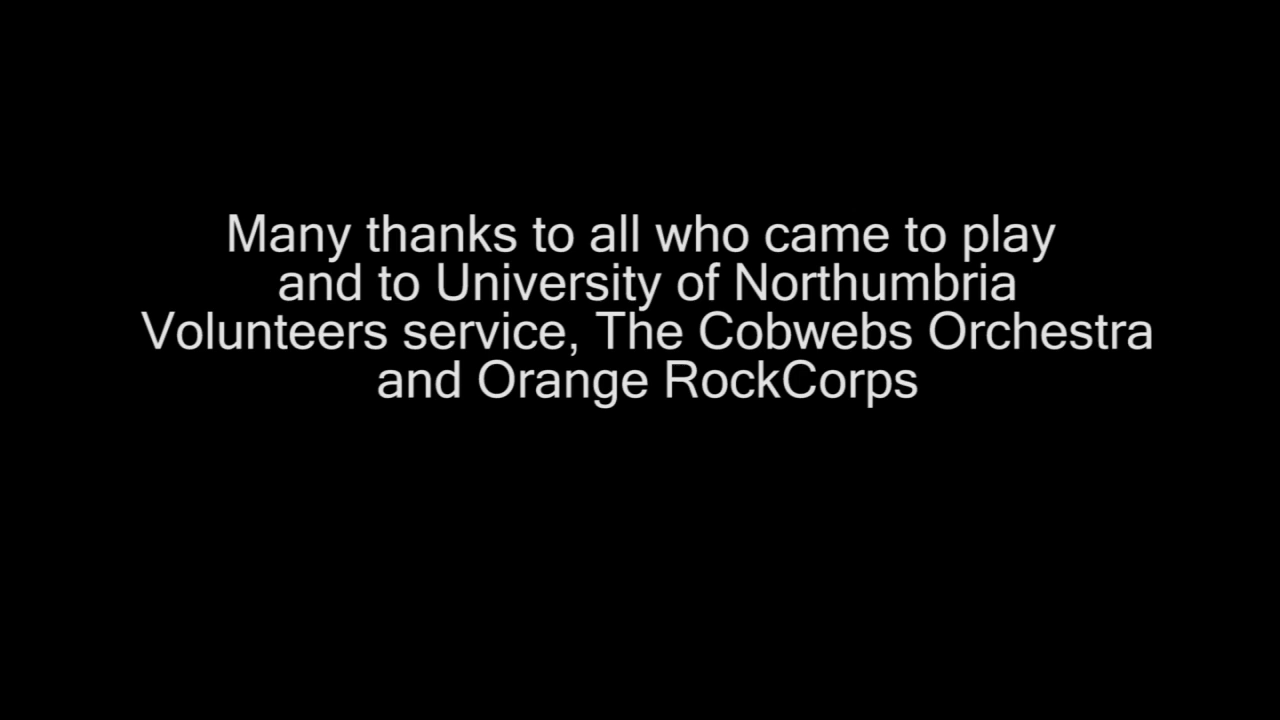 Many thanks to all who came to play
and to University of Northumbria
Volunteers service, The Cobwebs Orchestra
and Orange RockCorps